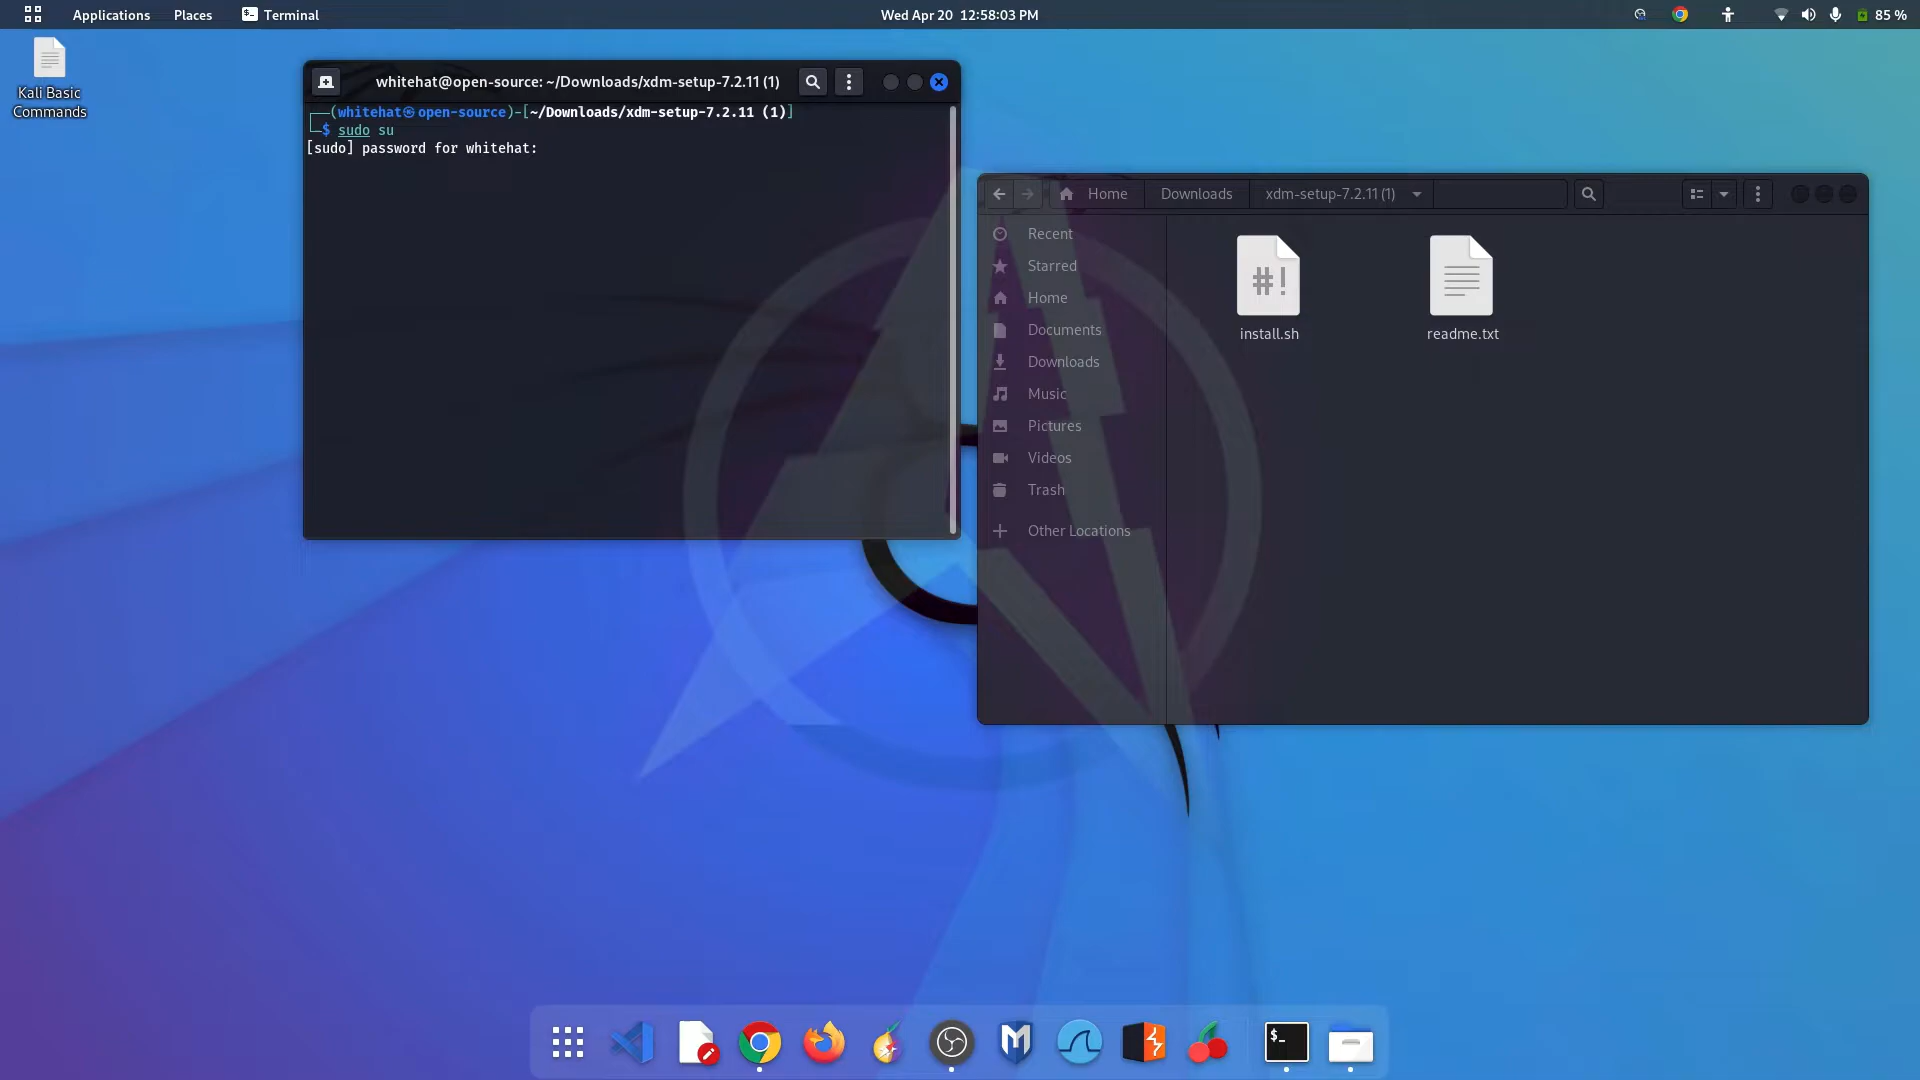 Applications Places Terminal Wed Apr 20 12:58:03 PM 85 %
Kali Basic
Commands
whitehat@open-source: ~/Downloads/xdm-setup-7.2.11 (1)
┌──(whitehat㉿open-source)-[~/Downloads/xdm-setup-7.2.11 (1)]
└─$ sudo su
[sudo] password for whitehat:
Home Downloads xdm-setup-7.2.11 (1)
Recent
Starred
Home
Documents
Downloads
Music
Pictures
Videos
Trash
Other Locations
#!
install.sh
readme.txt
$_